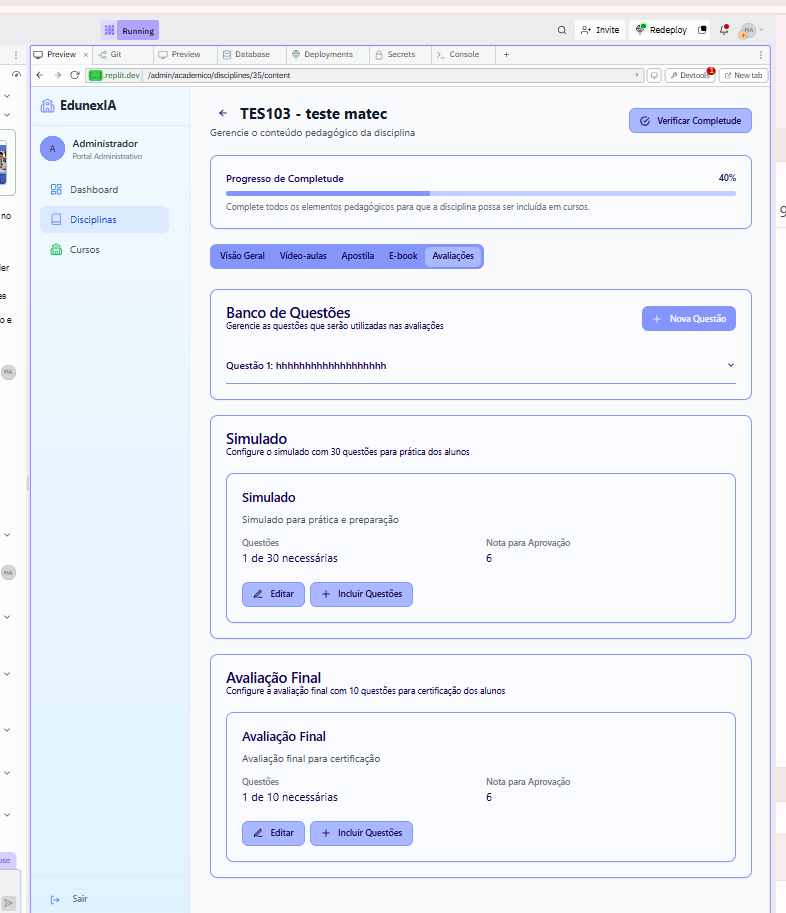 Running
Invite
Redeploy
MA
Preview
Git
Preview
Database
Deployments
Secrets
Console
.replit.dev
/admin/academico/disciplines/35/content
Devtools
1
New tab
EdunexIA
A
Administrador
Portal Administrativo
Dashboard
Disciplinas
Cursos
Sair
TES103 - teste matec
Gerencie o conteúdo pedagógico da disciplina
Verificar Completude
Progresso de Completude
40%
Complete todos os elementos pedagógicos para que a disciplina possa ser incluída em cursos.
Visão Geral
Vídeo-aulas
Apostila
E-book
Avaliações
Banco de Questões
Gerencie as questões que serão utilizadas nas avaliações
Nova Questão
Questão 1: hhhhhhhhhhhhhhhhhhh
Simulado
Configure o simulado com 30 questões para prática dos alunos
Simulado
Simulado para prática e preparação
Questões
Nota para Aprovação
1 de 30 necessárias
6
Editar
Incluir Questões
Avaliação Final
Configure a avaliação final com 10 questões para certificação dos alunos
Avaliação Final
Avaliação final para certificação
Questões
Nota para Aprovação
1 de 10 necessárias
6
Editar
Incluir Questões
no
MA
MA